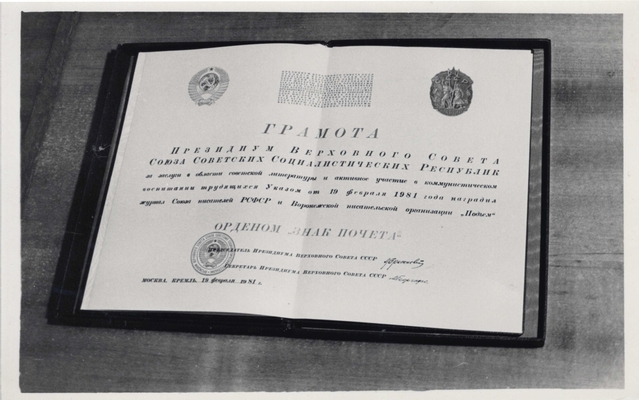 ГРАМОТА
Президиум Верховного Совета
Союза Советских Социалистических Республик
за заслуги в области советской литературы и активное участие в коммунистическом
воспитании трудящихся Указом от 19 февраля 1981 года наградил
журнал Союза писателей РСФСР и Воронежской писательской организации „Подъем“
ОРДЕНОМ „ЗНАК ПОЧЕТА“
Председатель Президиума Верховного Совета СССР
Секретарь Президиума Верховного Совета СССР
Москва, Кремль, 19 февраля 1981 г.